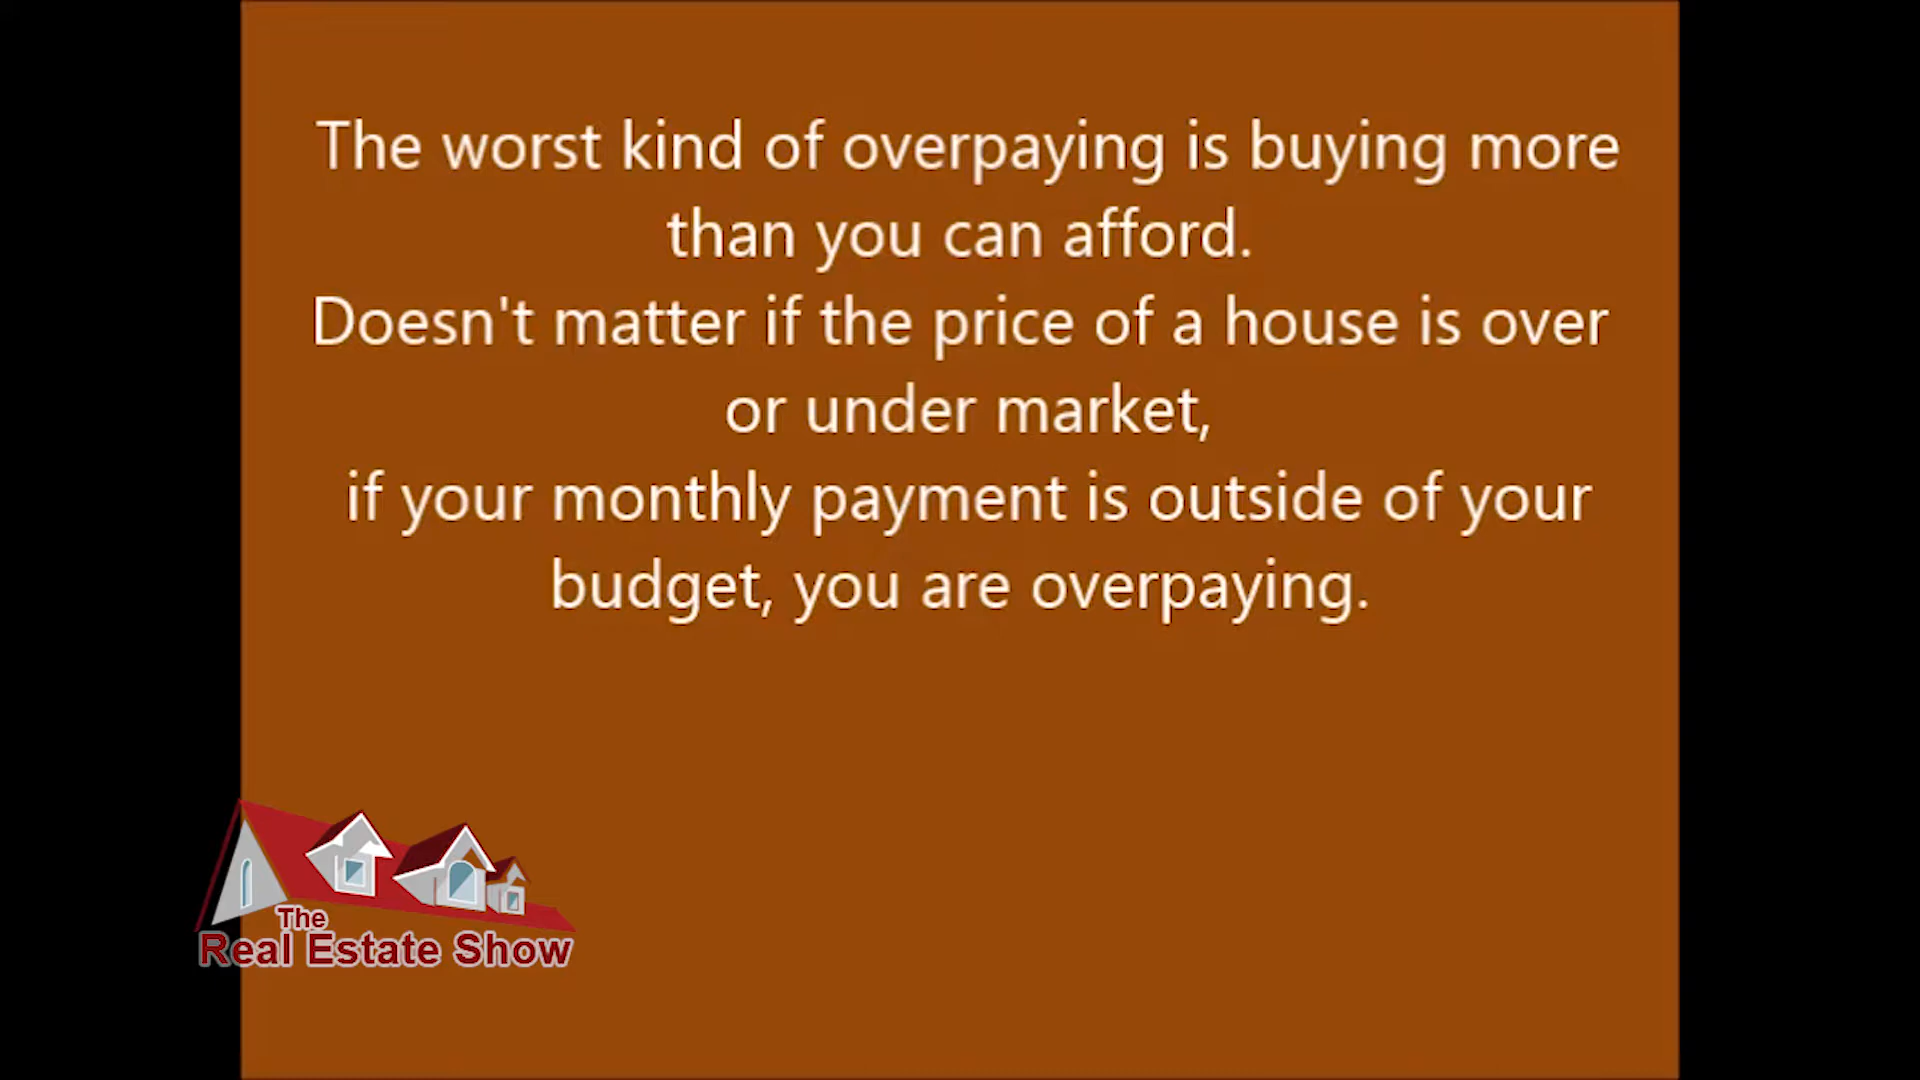 The worst kind of overpaying is buying more
than you can afford.
Doesn't matter if the price of a house is over
or under market,
if your monthly payment is outside of your
budget, you are overpaying.
The
Real Estate Show